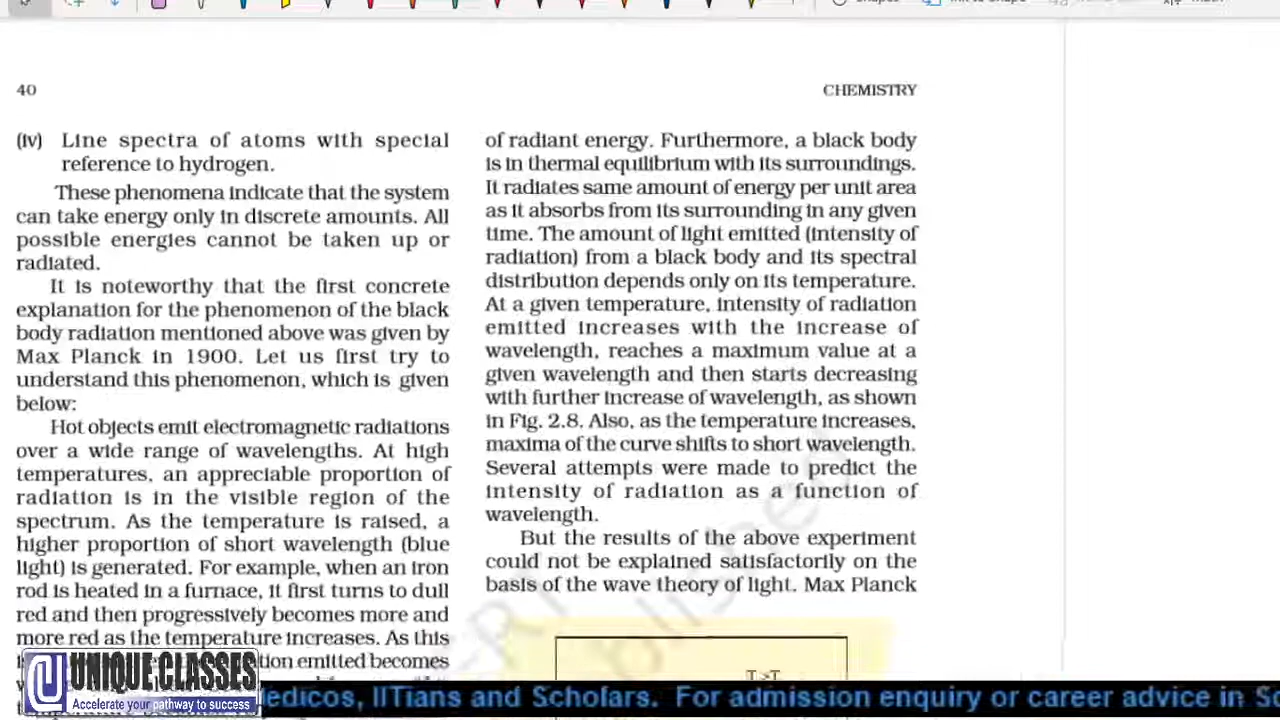 40
CHEMISTRY
(iv) Line spectra of atoms with special
reference to hydrogen.
These phenomena indicate that the system
can take energy only in discrete amounts. All
possible energies cannot be taken up or
radiated.
It is noteworthy that the first concrete
explanation for the phenomenon of the black
body radiation mentioned above was given by
Max Planck in 1900. Let us first try to
understand this phenomenon, which is given
below:
Hot objects emit electromagnetic radiations
over a wide range of wavelengths. At high
temperatures, an appreciable proportion of
radiation is in the visible region of the
spectrum. As the temperature is raised, a
higher proportion of short wavelength (blue
light) is generated. For example, when an iron
rod is heated in a furnace, it first turns to dull
red and then progressively becomes more and
more red as the temperature increases. As this
emitted becomes
of radiant energy. Furthermore, a black body
is in thermal equilibrium with its surroundings.
It radiates same amount of energy per unit area
as it absorbs from its surrounding in any given
time. The amount of light emitted (intensity of
radiation) from a black body and its spectral
distribution depends only on its temperature.
At a given temperature, intensity of radiation
emitted increases with the increase of
wavelength, reaches a maximum value at a
given wavelength and then starts decreasing
with further increase of wavelength, as shown
in Fig. 2.8. Also, as the temperature increases,
maxima of the curve shifts to short wavelength.
Several attempts were made to predict the
intensity of radiation as a function of
wavelength.
But the results of the above experiment
could not be explained satisfactorily on the
basis of the wave theory of light. Max Planck
UNIQUE CLASSES
Accelerate your pathway to success
IITians and Scholars. For admission enquiry or career advice in